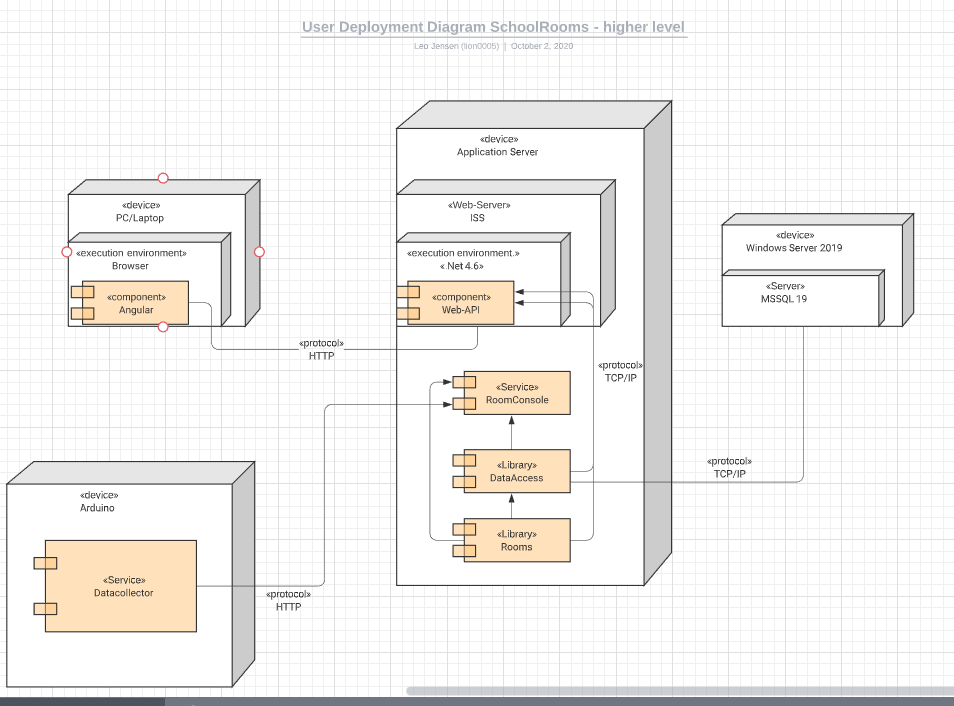 User Deployment Diagram SchoolRooms - higher level
Leo Jensen (lion0005) | October 2, 2020
«device»
Application Server
«device»
PC/Laptop
«execution environment»
Browser
«component»
Angular
«Web-Server»
ISS
«execution environment.»
«.Net 4.6»
«component»
Web-API
«device»
Windows Server 2019
«Server»
MSSQL 19
«protocol»
HTTP
«protocol»
TCP/IP
«Service»
RoomConsole
«Library»
DataAccess
«protocol»
TCP/IP
«Library»
Rooms
«device»
Arduino
«Service»
Datacollector
«protocol»
HTTP